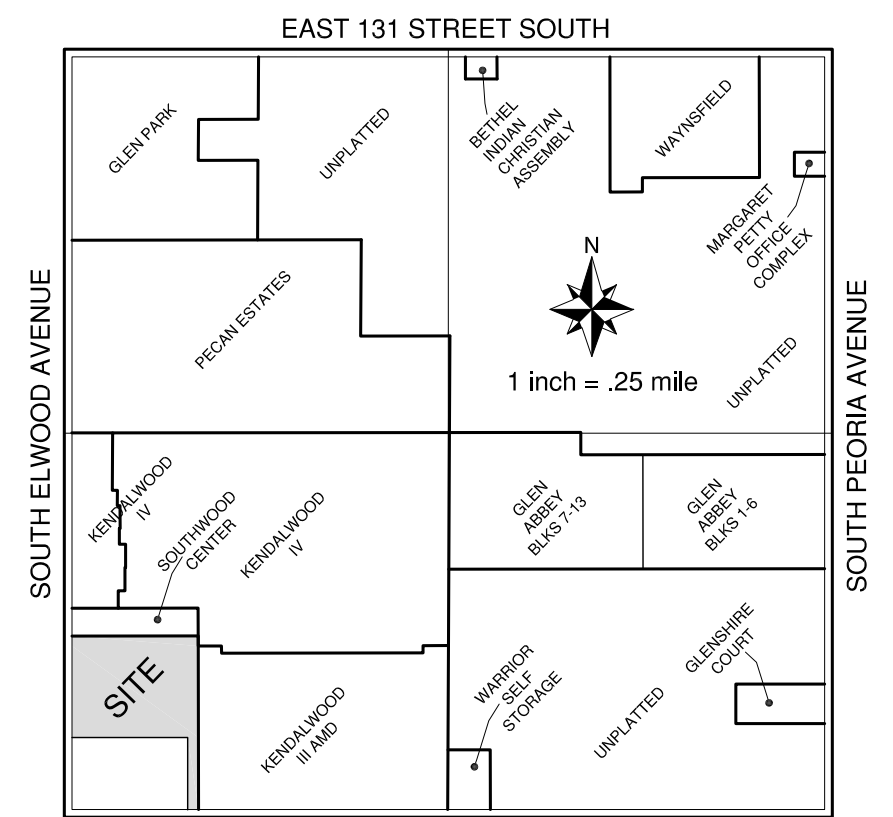 EAST 131 STREET SOUTH
GLEN PARK
UNPLATTED
BETHEL
INDIAN
CHRISTIAN
ASSEMBLY
WAYNSFIELD
MARGARET
PETTY
OFFICE
COMPLEX
SOUTH ELWOOD AVENUE
PECAN ESTATES
N
1 inch = .25 mile
UNPLATTED
SOUTH PEORIA AVENUE
KENDALWOOD
IV
SOUTHWOOD
CENTER
KENDALWOOD
IV
GLEN
ABBEY
BLKS 7-13
GLEN
ABBEY
BLKS 1-6
SITE
KENDALWOOD
III AMD
WARRIOR
SELF
STORAGE
UNPLATTED
GLENSHIRE
COURT